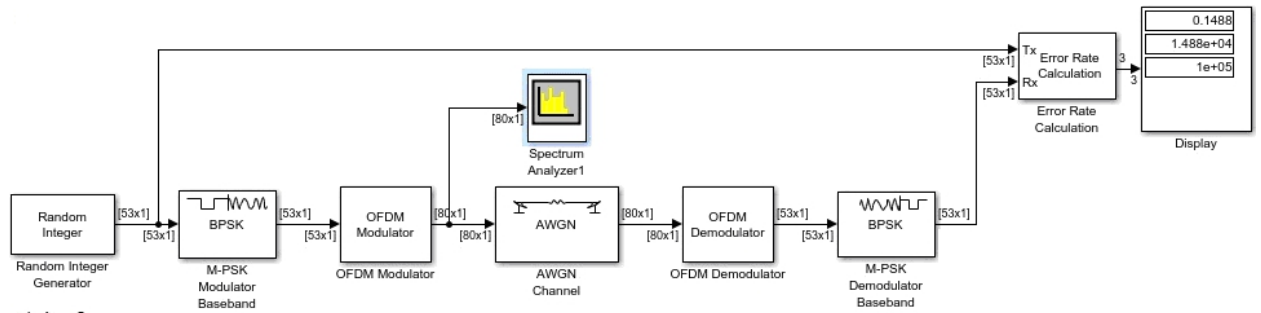 0.1488
1.488e+04
1e+05
Tx
[53x1]
Error Rate
Calculation
3
3
Rx
[53x1]
Error Rate
Calculation
Display
[80x1]
Spectrum
Analyzer1
Random
Integer
[53x1]
[53x1]
BPSK
[53x1]
[53x1]
OFDM
Modulator
[80x1]
[80x1]
AWGN
[80x1]
[80x1]
OFDM
Demodulator
[53x1]
[53x1]
BPSK
[53x1]
Random Integer
Generator
M-PSK
Modulator
Baseband
OFDM Modulator
AWGN
Channel
OFDM Demodulator
M-PSK
Demodulator
Baseband